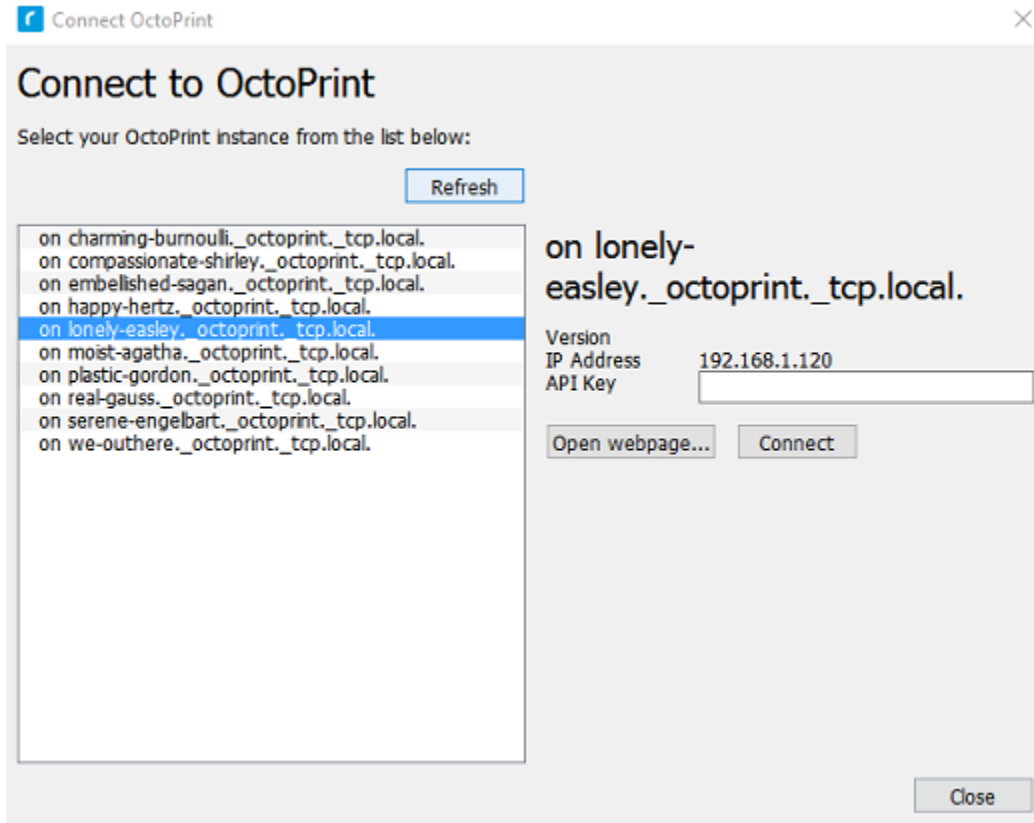 Connect OctoPrint
Connect to OctoPrint
Select your OctoPrint instance from the list below:
Refresh
on charming-burnoulli._octoprint._tcp.local.
on compassionate-shirley._octoprint._tcp.local.
on embellished-sagan._octoprint._tcp.local.
on happy-hertz._octoprint._tcp.local.
on lonely-easley._octoprint._tcp.local.
on moist-agatha._octoprint._tcp.local.
on plastic-gordon._octoprint._tcp.local.
on real-gauss._octoprint._tcp.local.
on serene-engelbart._octoprint._tcp.local.
on we-outhere._octoprint._tcp.local.
on lonely-
easley._octoprint._tcp.local.
Version
IP Address 192.168.1.120
API Key
Open webpage... Connect
Close